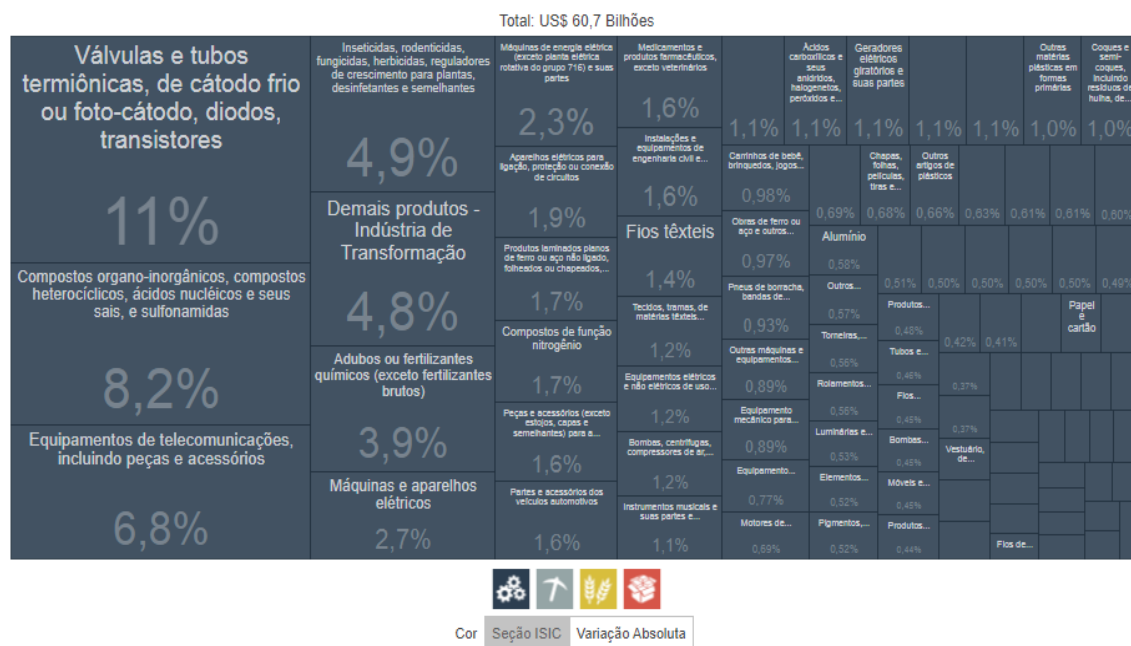 Total: US$ 60,7 Bilhões
Válvulas e tubos
termiônicas, de cátodo frio
ou foto-cátodo, diodos,
transistores
11%
Compostos organo-inorgânicos, compostos
heterocíclicos, ácidos nucléicos e seus
sais, e sulfonamidas
8,2%
Equipamentos de telecomunicações,
incluindo peças e acessórios
6,8%
Inseticidas, rodenticidas,
fungicidas, herbicidas, reguladores
de crescimento para plantas,
desinfetantes e semelhantes
4,9%
Demais produtos -
Indústria de
Transformação
4,8%
Adubos ou fertilizantes
químicos (exceto fertilizantes
brutos)
3,9%
Máquinas e aparelhos
elétricos
2,7%
Máquinas de energia elétrica
(exceto planta elétrica
rotativa do grupo 716) e suas
partes
2,3%
Aparelhos elétricos para
ligação, proteção ou conexão
de circuitos
1,9%
Produtos laminados planos
de ferro ou aço não ligado,
folheados ou chapeados,...
1,7%
Compostos de função
nitrogênio
1,7%
Peças e acessórios (exceto
estojos, capas e
semelhantes) para a...
1,6%
Partes e acessórios dos
veículos automotivos
1,6%
Medicamentos e
produtos farmacêuticos,
exceto veterinários
1,6%
Instalações e
equipamentos de
engenharia civil e...
1,6%
Fios têxteis
1,4%
Tecidos, tramas, de
matérias têxteis...
1,2%
Equipamentos elétricos
e não elétricos de uso...
1,2%
Bombas, centrífugas,
compressores de ar,...
1,2%
Instrumentos musicais e
suas partes e...
1,1%
1,1%
Ácidos
carboxílicos e
seus
anidridos,
halogenetos,
peróxidos e...
1,1%
Geradores
elétricos
giratórios e
suas partes
1,1%
1,1%
1,1%
Outras
matérias
plásticas em
formas
primárias
1,0%
Coques e
semi-
coques,
incluindo
resíduos de
hulha, de...
1,0%
Carrinhos de bebê,
brinquedos, jogos...
0,98%
Obras de ferro ou
aço e outros...
0,97%
Pneus de borracha,
bandas de...
0,93%
Outras máquinas e
equipamentos...
0,89%
Equipamento
mecânico para...
0,89%
Equipamento...
0,77%
Motores de...
0,69%
0,69%
Chapas,
folhas,
películas,
tiras e...
0,68%
Outros
artigos de
plásticos
0,66%
0,63%
0,61%
0,61%
0,60%
Alumínio
0,58%
Outros...
0,57%
Torneiras,...
0,56%
Rolamentos...
0,56%
Luminárias e...
0,53%
Elementos...
0,52%
Pigmentos,...
0,52%
0,51%
0,50%
0,50%
0,50%
0,50%
0,49%
Produtos...
0,48%
Tubos e...
0,46%
Fios...
0,45%
Bombas...
0,45%
Móveis e...
0,45%
Produtos...
0,44%
0,42%
0,41%
Papel
e
cartão
0,37%
0,37%
Vestuário,
de...
Fios de...
Cor
Seção ISIC
Variação Absoluta